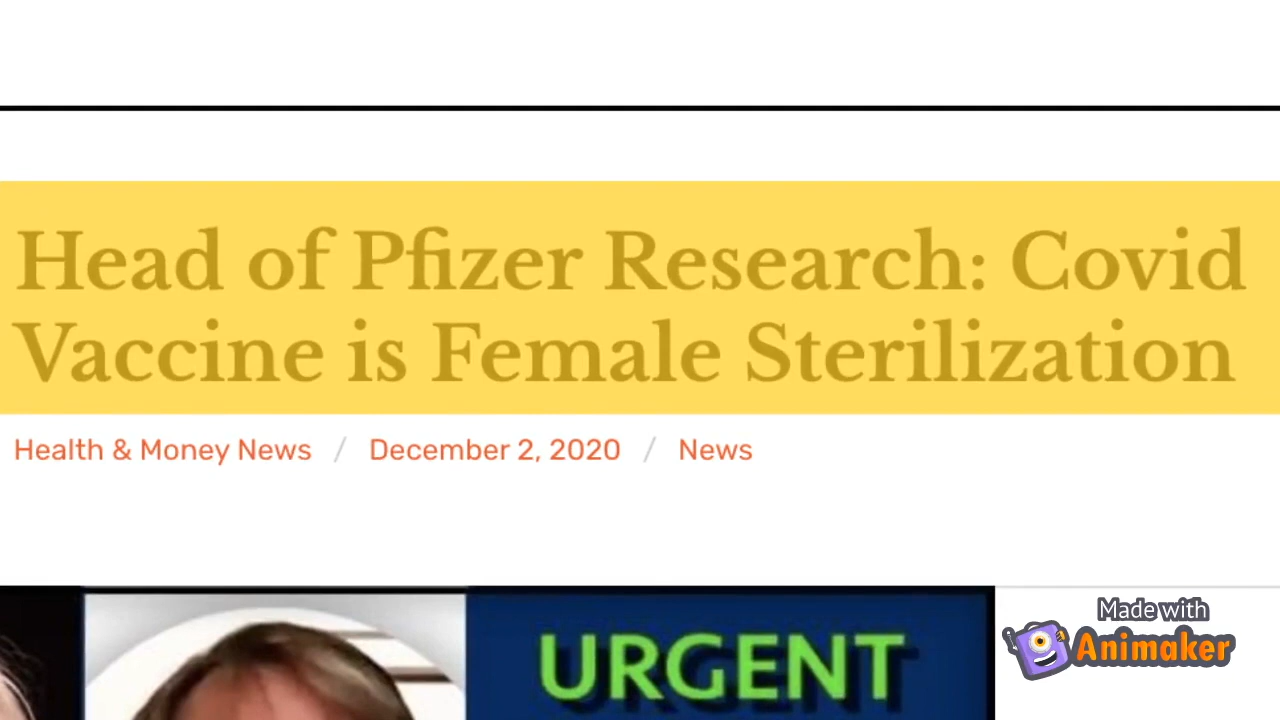 Head of Pfizer Research: Covid
Vaccine is Female Sterilization
Health & Money News / December 2, 2020 / News
URGENT
Made with
Animaker